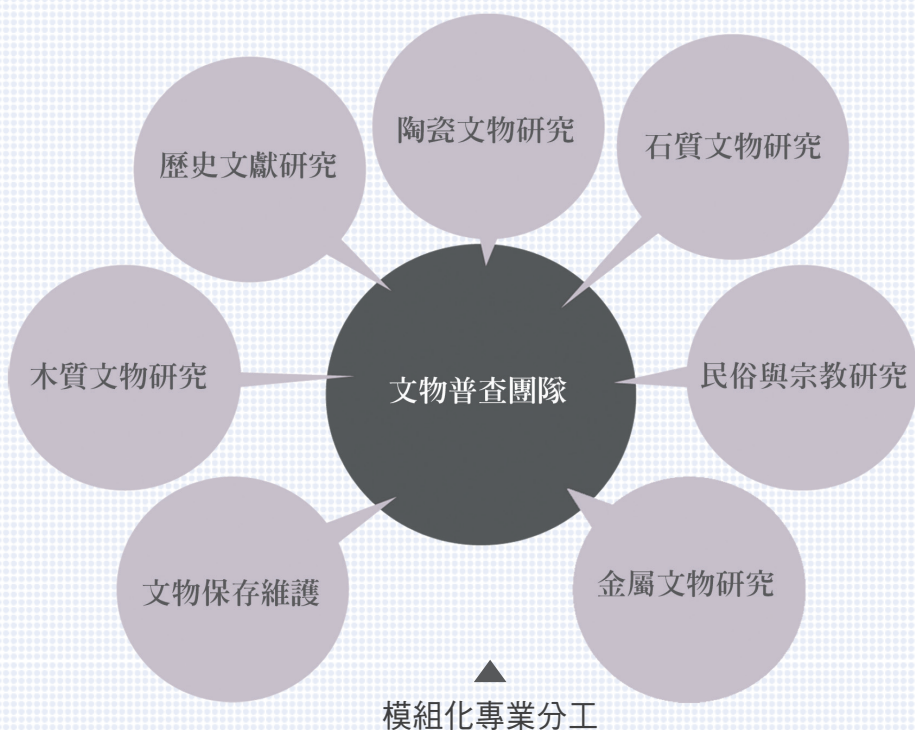 陶瓷文物研究
歷史文獻研究
石質文物研究
木質文物研究
文物普查團隊
民俗與宗教研究
文物保存維護
金屬文物研究
模組化專業分工